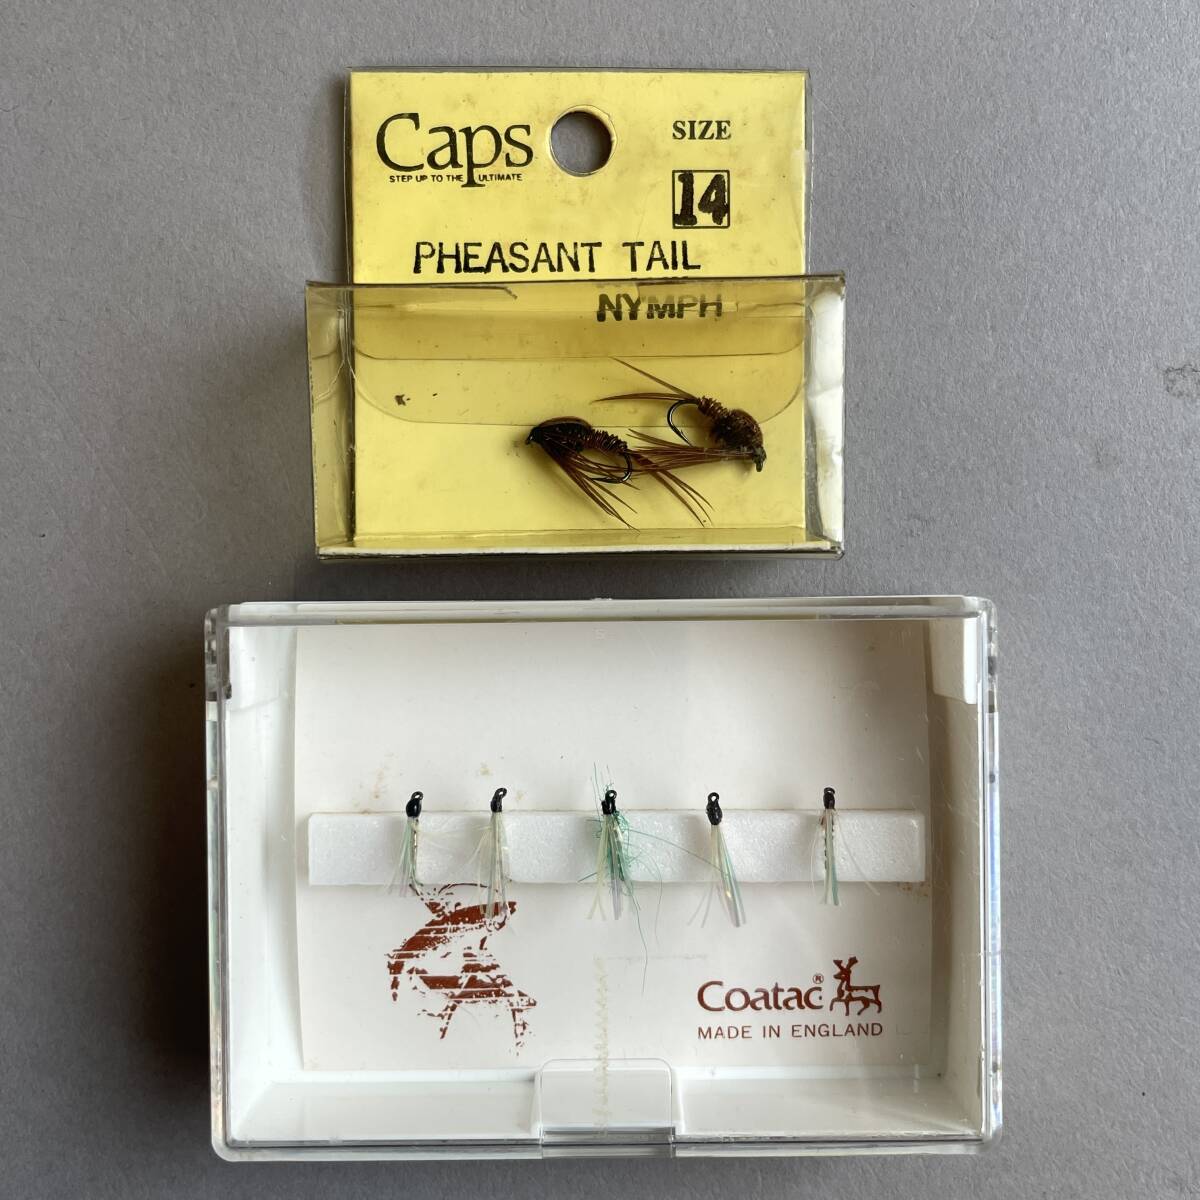 Caps
STEP UP TO THE ULTIMATE
SIZE
14
PHEASANT TAIL
NYMPH
Coatac®
MADE IN ENGLAND